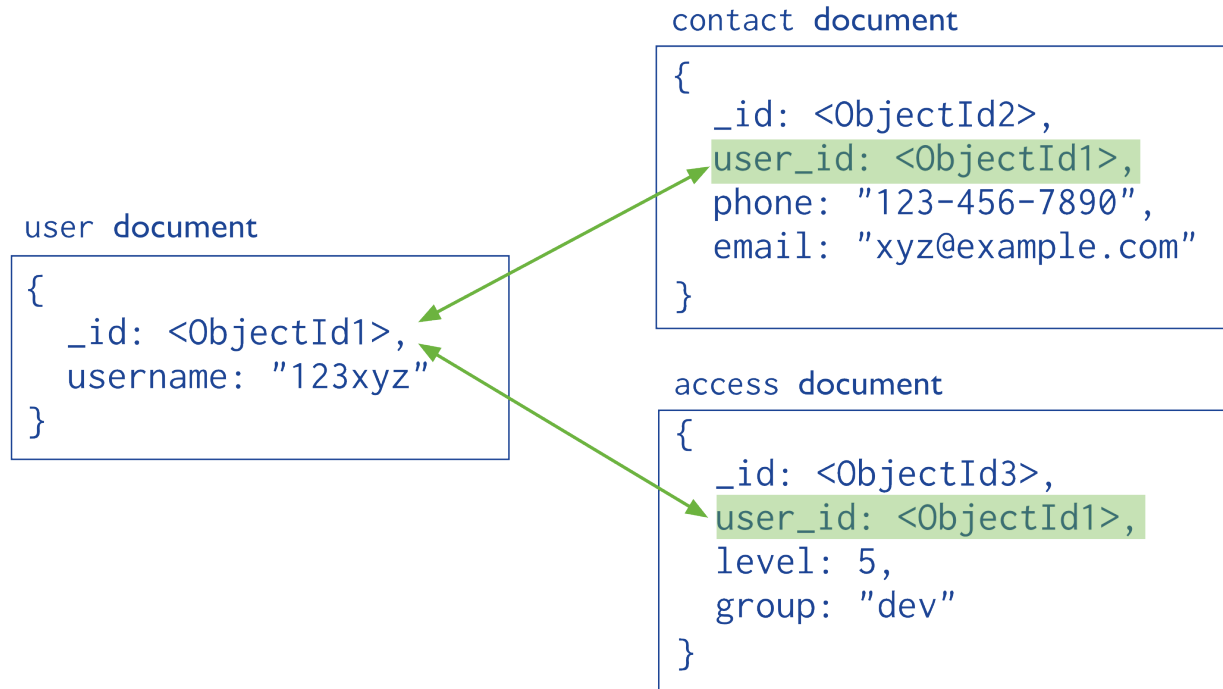 user document
{
_id: <ObjectId1>,
username: "123xyz"
}
contact document
{
_id: <ObjectId2>,
user_id: <ObjectId1>,
phone: "123-456-7890",
email: "xyz@example.com"
}
access document
{
_id: <ObjectId3>,
user_id: <ObjectId1>,
level: 5,
group: "dev"
}